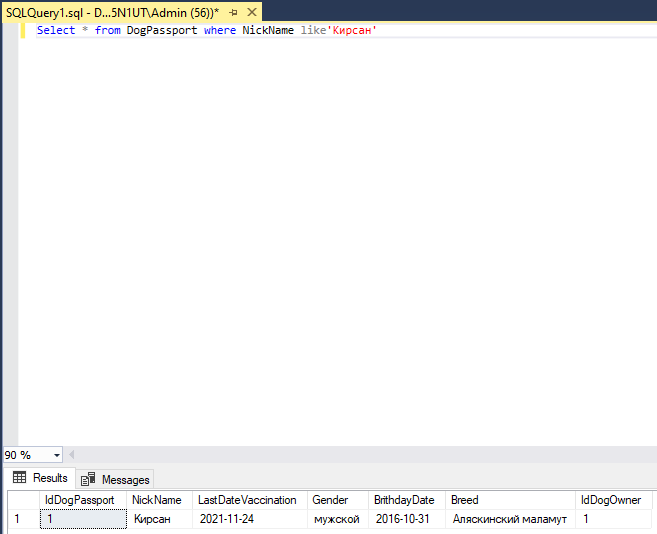 SQLQuery1.sql - D...5N1UT\Admin (56))*
Select * from DogPassport where NickName like'Кирсан'
90 %
Results Messages
IdDogPassport NickName LastDateVaccination Gender BrithdayDate Breed IdDogOwner
1 1 Кирсан 2021-11-24 мужской 2016-10-31 Аляскинский маламут 1